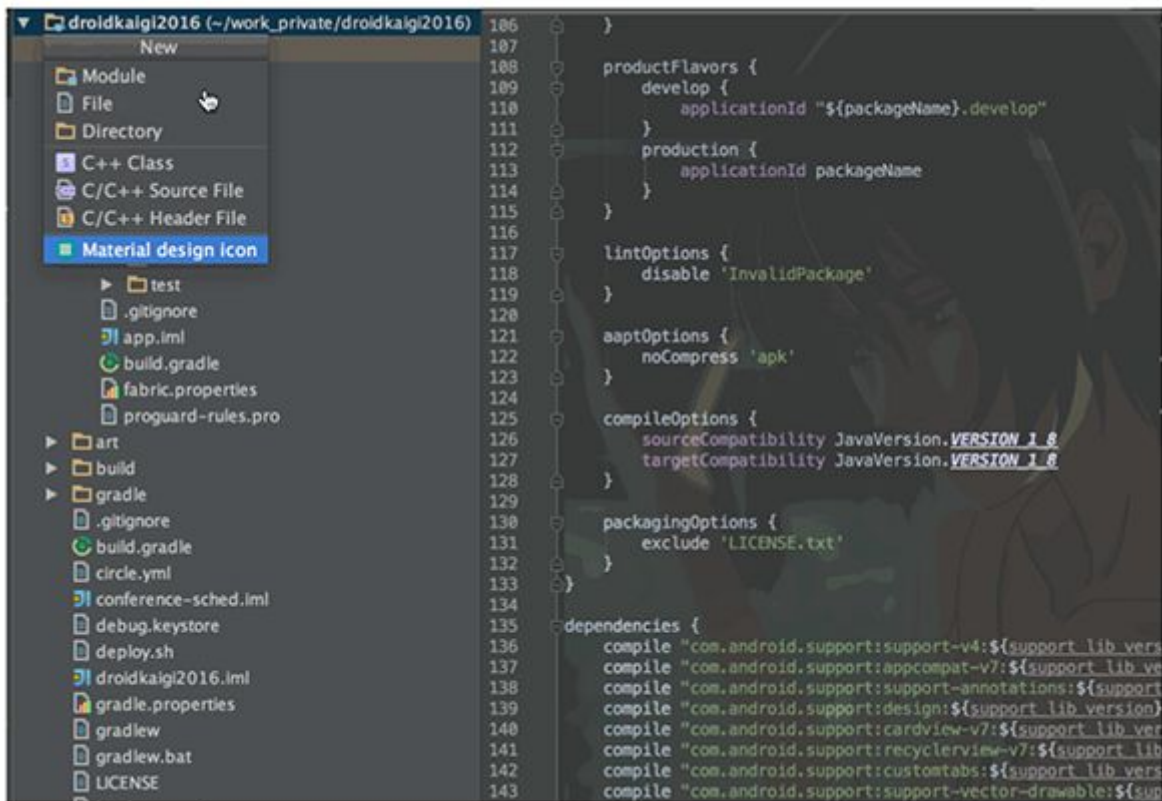 droidkaigi2016 (~/work_private/droidkaigi2016)
New
Module
File
Directory
C++ Class
C/C++ Source File
C/C++ Header File
Material design icon
test
.gitignore
app.iml
build.gradle
fabric.properties
proguard-rules.pro
art
build
gradle
.gitignore
build.gradle
circle.yml
conference-sched.iml
debug.keystore
deploy.sh
droidkaigi2016.iml
gradle.properties
gradlew
gradlew.bat
LICENSE
106 }
107
108 productFlavors {
109 develop {
110 applicationId "${packageName}.develop"
111 }
112 production {
113 applicationId packageName
114 }
115 }
116
117 lintOptions {
118 disable 'InvalidPackage'
119 }
120
121 aaptOptions {
122 noCompress 'apk'
123 }
124
125 compileOptions {
126 sourceCompatibility JavaVersion.VERSION_1_8
127 targetCompatibility JavaVersion.VERSION_1_8
128 }
129
130 packagingOptions {
131 exclude 'LICENSE.txt'
132 }
133 }
134
135 dependencies {
136 compile "com.android.support:support-v4:${support_lib_vers
137 compile "com.android.support:appcompat-v7:${support_lib_ve
138 compile "com.android.support:support-annotations:${support
139 compile "com.android.support:design:${support_lib_version}
140 compile "com.android.support:cardview-v7:${support_lib_ver
141 compile "com.android.support:recyclerview-v7:${support_lib
142 compile "com.android.support:customtabs:${support_lib_vers
143 compile "com.android.support:support-vector-drawable:${sup